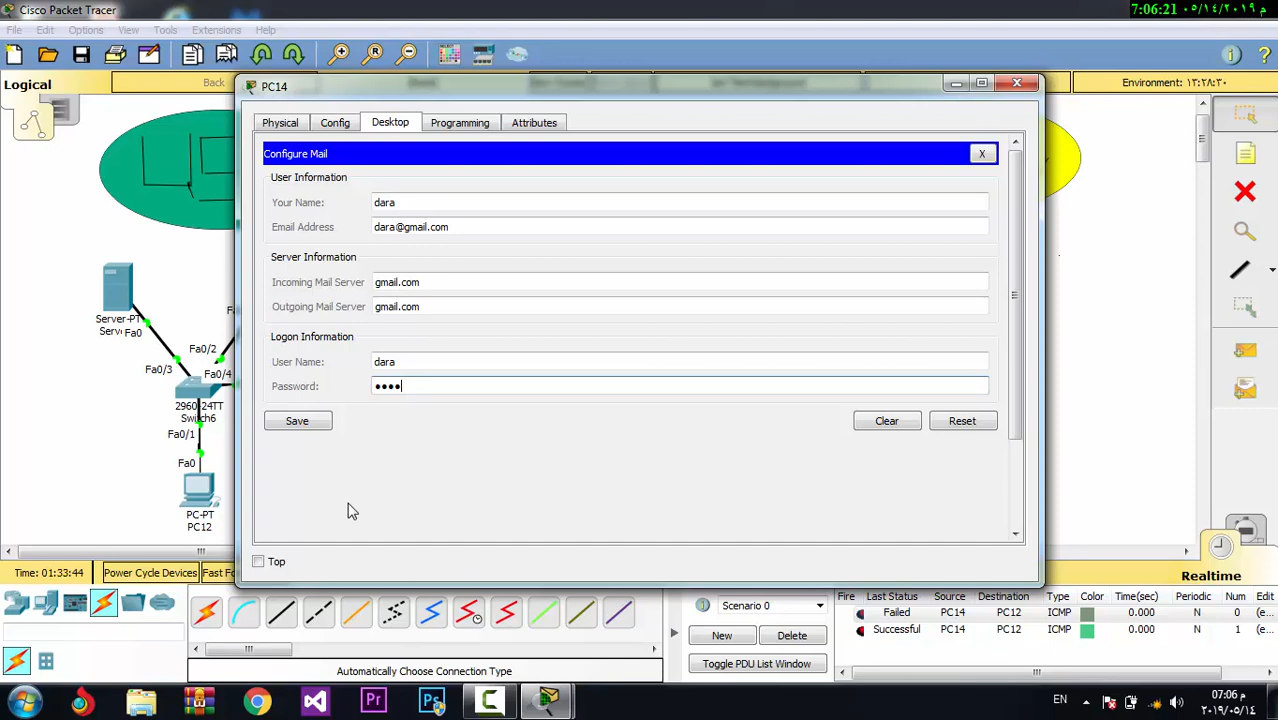 Cisco Packet Tracer
7:06:21 م ٠٥/١٤/٢٠١٩
File Edit Options View Tools Extensions Help
Logical
Back
Environment: ١٣:٢٨:٣٠
PC14
Physical Config Desktop Programming Attributes
Configure Mail X
User Information
Your Name: dara
Email Address dara@gmail.com
Server Information
Incoming Mail Server gmail.com
Outgoing Mail Server gmail.com
Logon Information
User Name: dara
Password: ●●●●
Save Clear Reset
Top
Server-PT
Fa0
Fa0/2
Fa0/3
Fa0/4
2960-24TT
Switch6
Fa0/1
Fa0
PC-PT
PC12
Time: 01:33:44 Power Cycle Devices Fast
Realtime
Automatically Choose Connection Type
Scenario 0
New Delete
Toggle PDU List Window
Fire Last Status Source Destination Type Color Time(sec) Periodic Num Edit
Failed PC14 PC12 ICMP 0.000 N 0 (e...
Successful PC14 PC12 ICMP 0.000 N 1 (e...
Pr
Ps
EN
07:06 م
٢٠١٩/٠٥/١٤